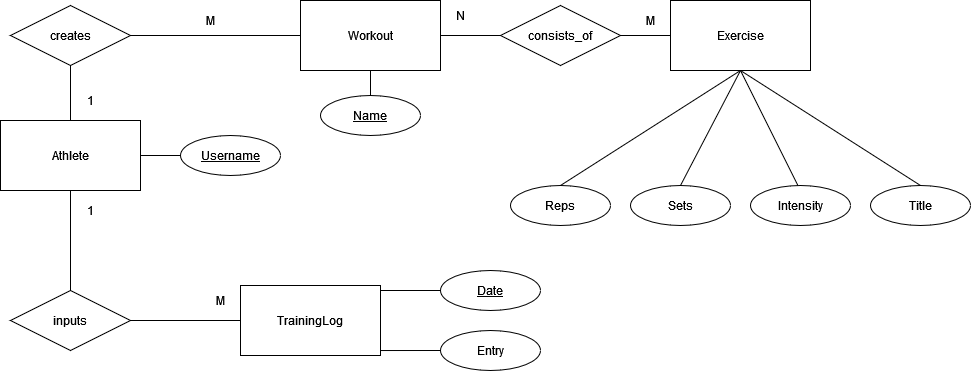 creates
M
Workout
N
consists_of
M
Exercise
1
Name
Athlete
Username
1
Reps
Sets
Intensity
Title
inputs
M
TrainingLog
Date
Entry